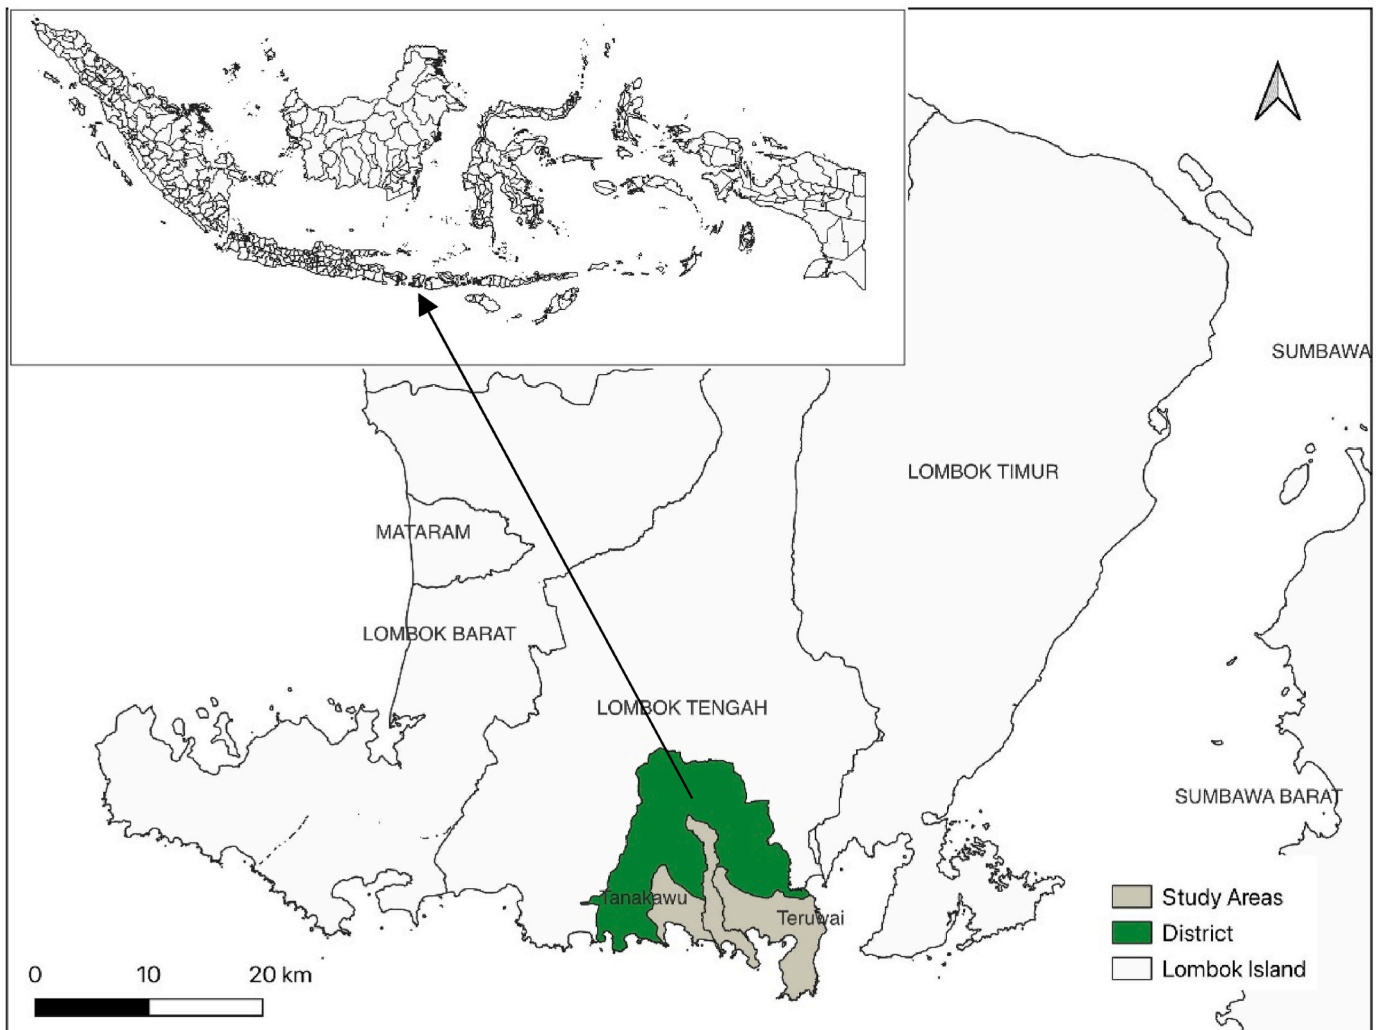 SUMBAWA
LOMBOK TIMUR
MATARAM
LOMBOK BARAT
LOMBOK TENGAH
SUMBAWA BARAT
Tanakawu
Teruwai
Study Areas
District
Lombok Island
0 10 20 km